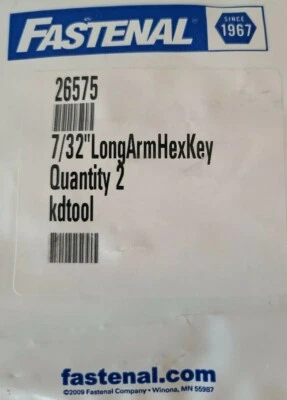 FASTENAL
SINCE
1967
26575
7/32"LongArmHexKey
Quantity 2
kdtool
fastenal.com
©2009 Fastenal Company • Winona, MN 55987